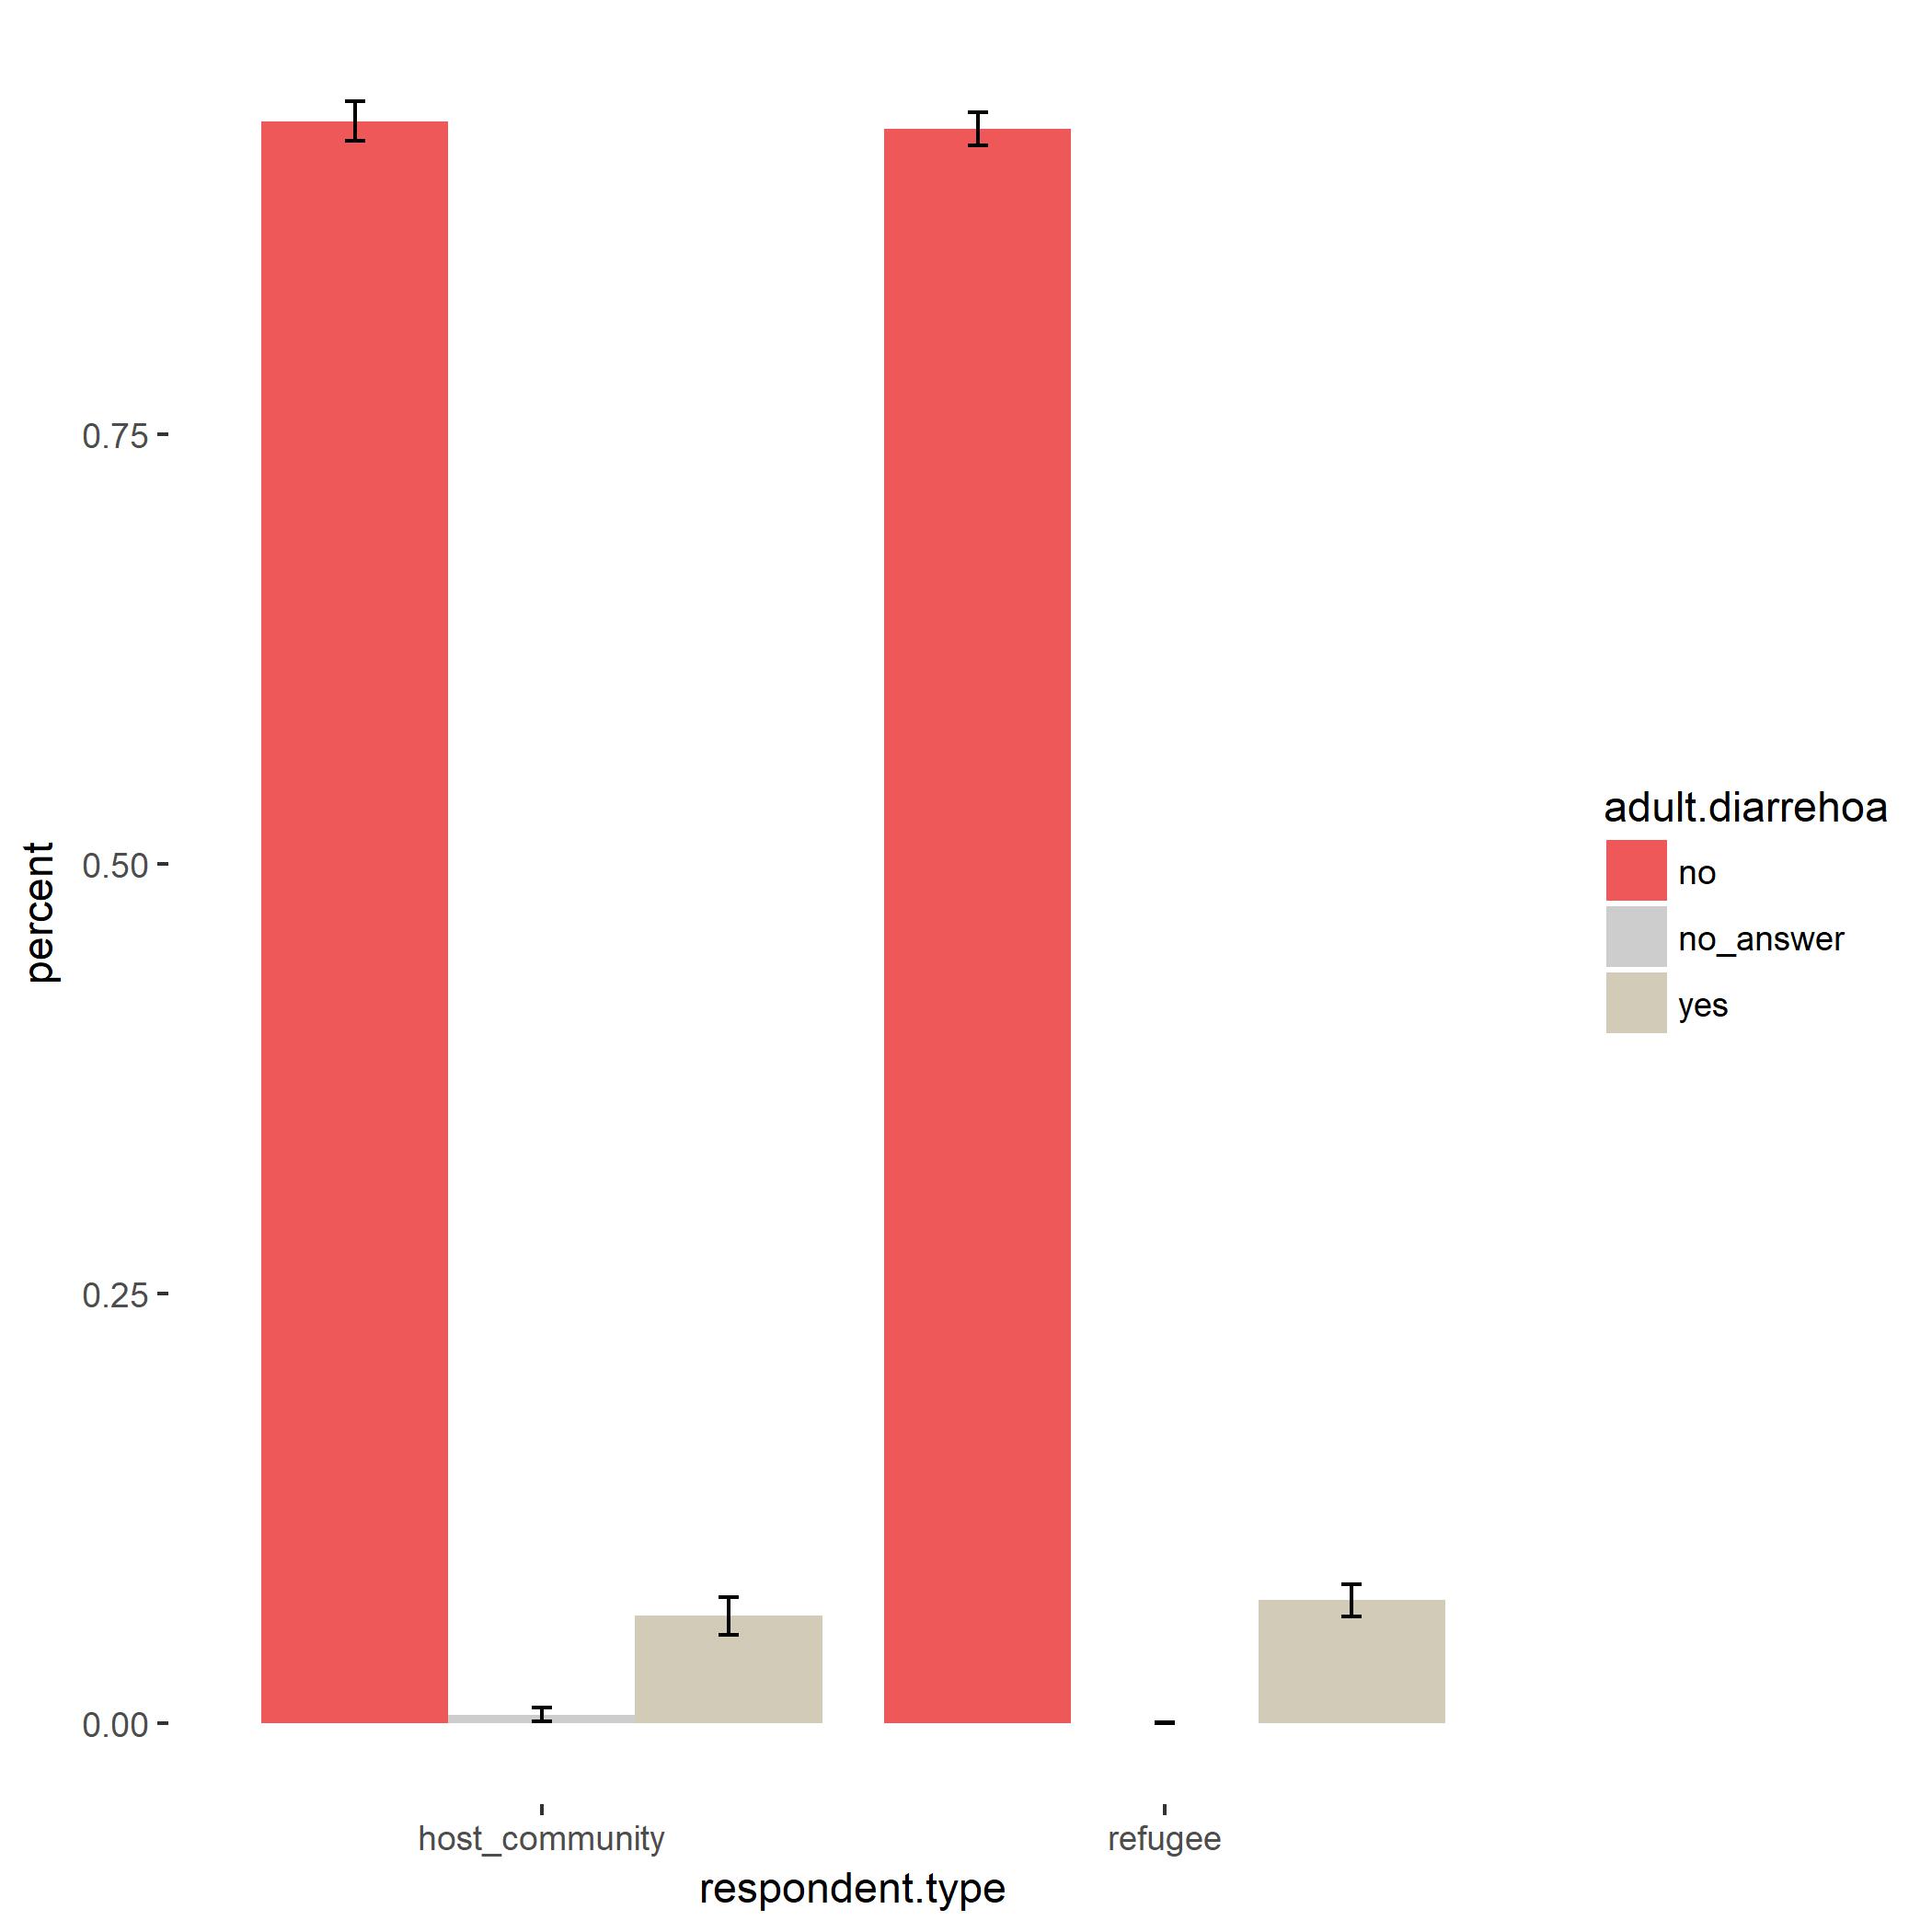 percent
0.75
0.50
0.25
0.00
host_community
refugee
respondent.type
adult.diarrehoa
no
no_answer
yes